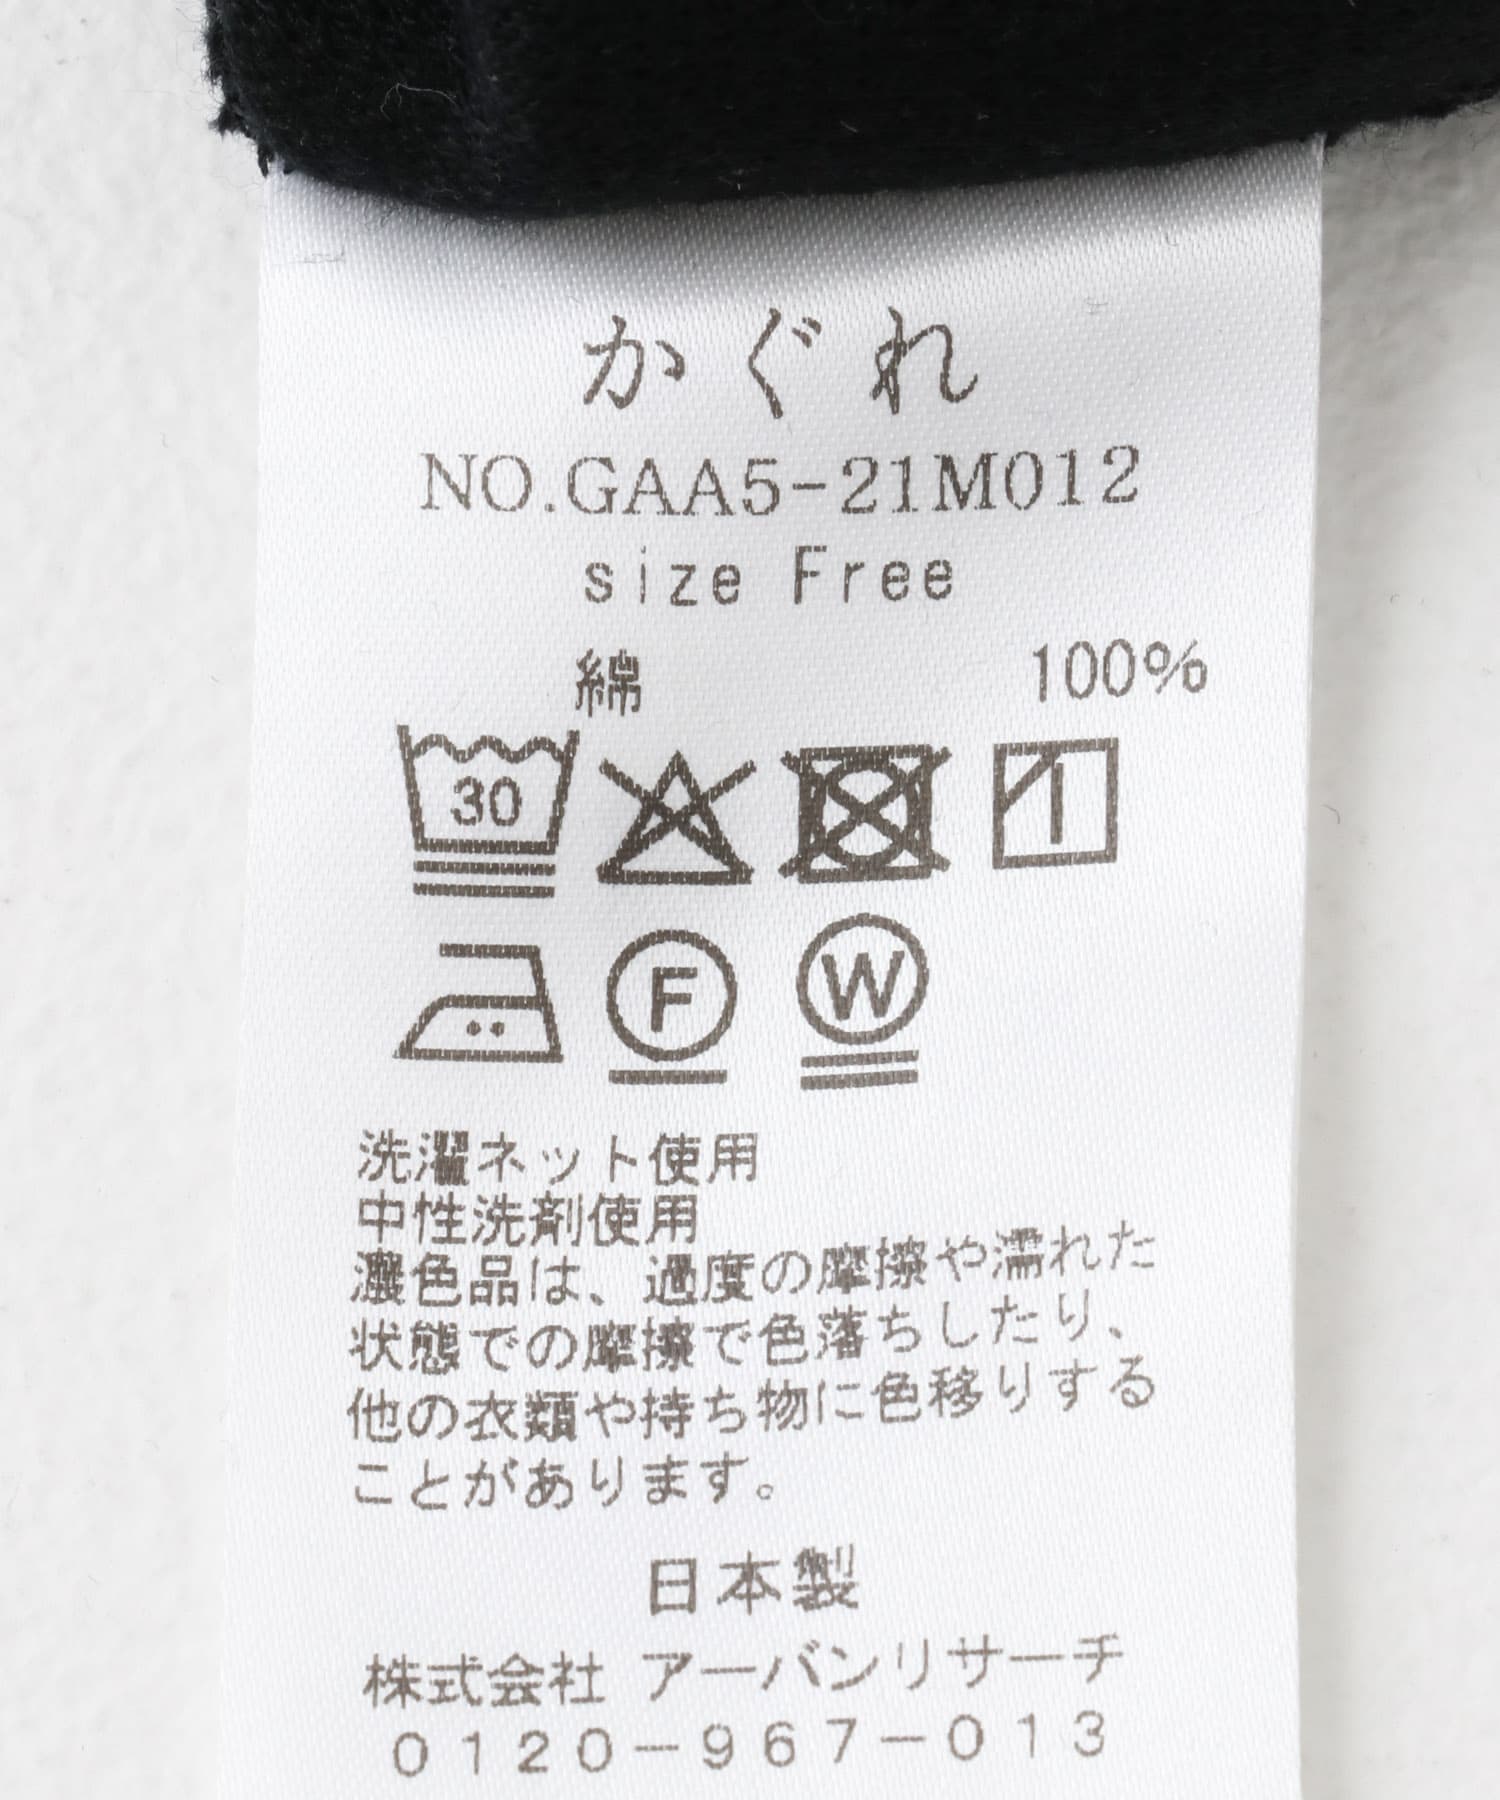 かぐれ
NO.GAA5-21M012
size Free
綿 100%
30
F
W
洗濯ネット使用
中性洗剤使用
濃色品は、過度の摩擦や濡れた
状態での摩擦で色落ちしたり、
他の衣類や持ち物に色移りする
ことがあります。
日本製
株式会社 アーバンリサーチ
0120-967-013